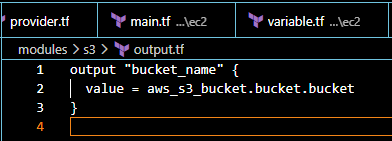 provider.tf
main.tf ...\ec2
variable.tf ...\ec2
modules > s3 > output.tf
1 output "bucket_name" {
2 value = aws_s3_bucket.bucket.bucket
3 }
4